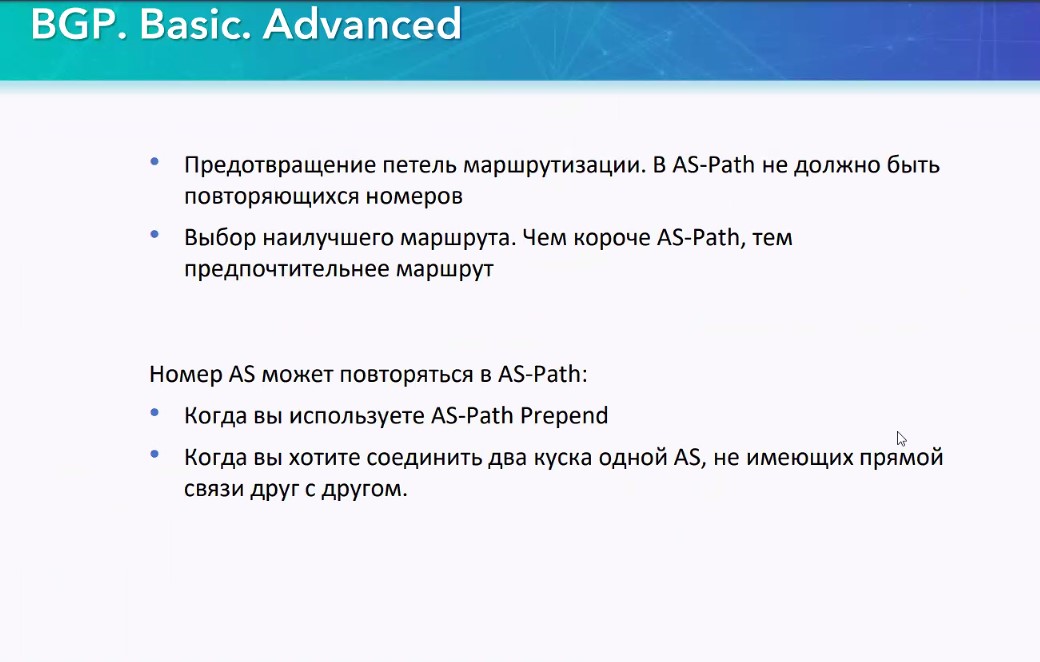 BGP. Basic. Advanced
• Предотвращение петель маршрутизации. В AS-Path не должно быть
повторяющихся номеров
• Выбор наилучшего маршрута. Чем короче AS-Path, тем
предпочтительнее маршрут
Номер AS может повторяться в AS-Path:
• Когда вы используете AS-Path Prepend
• Когда вы хотите соединить два куска одной AS, не имеющих прямой
связи друг с другом.